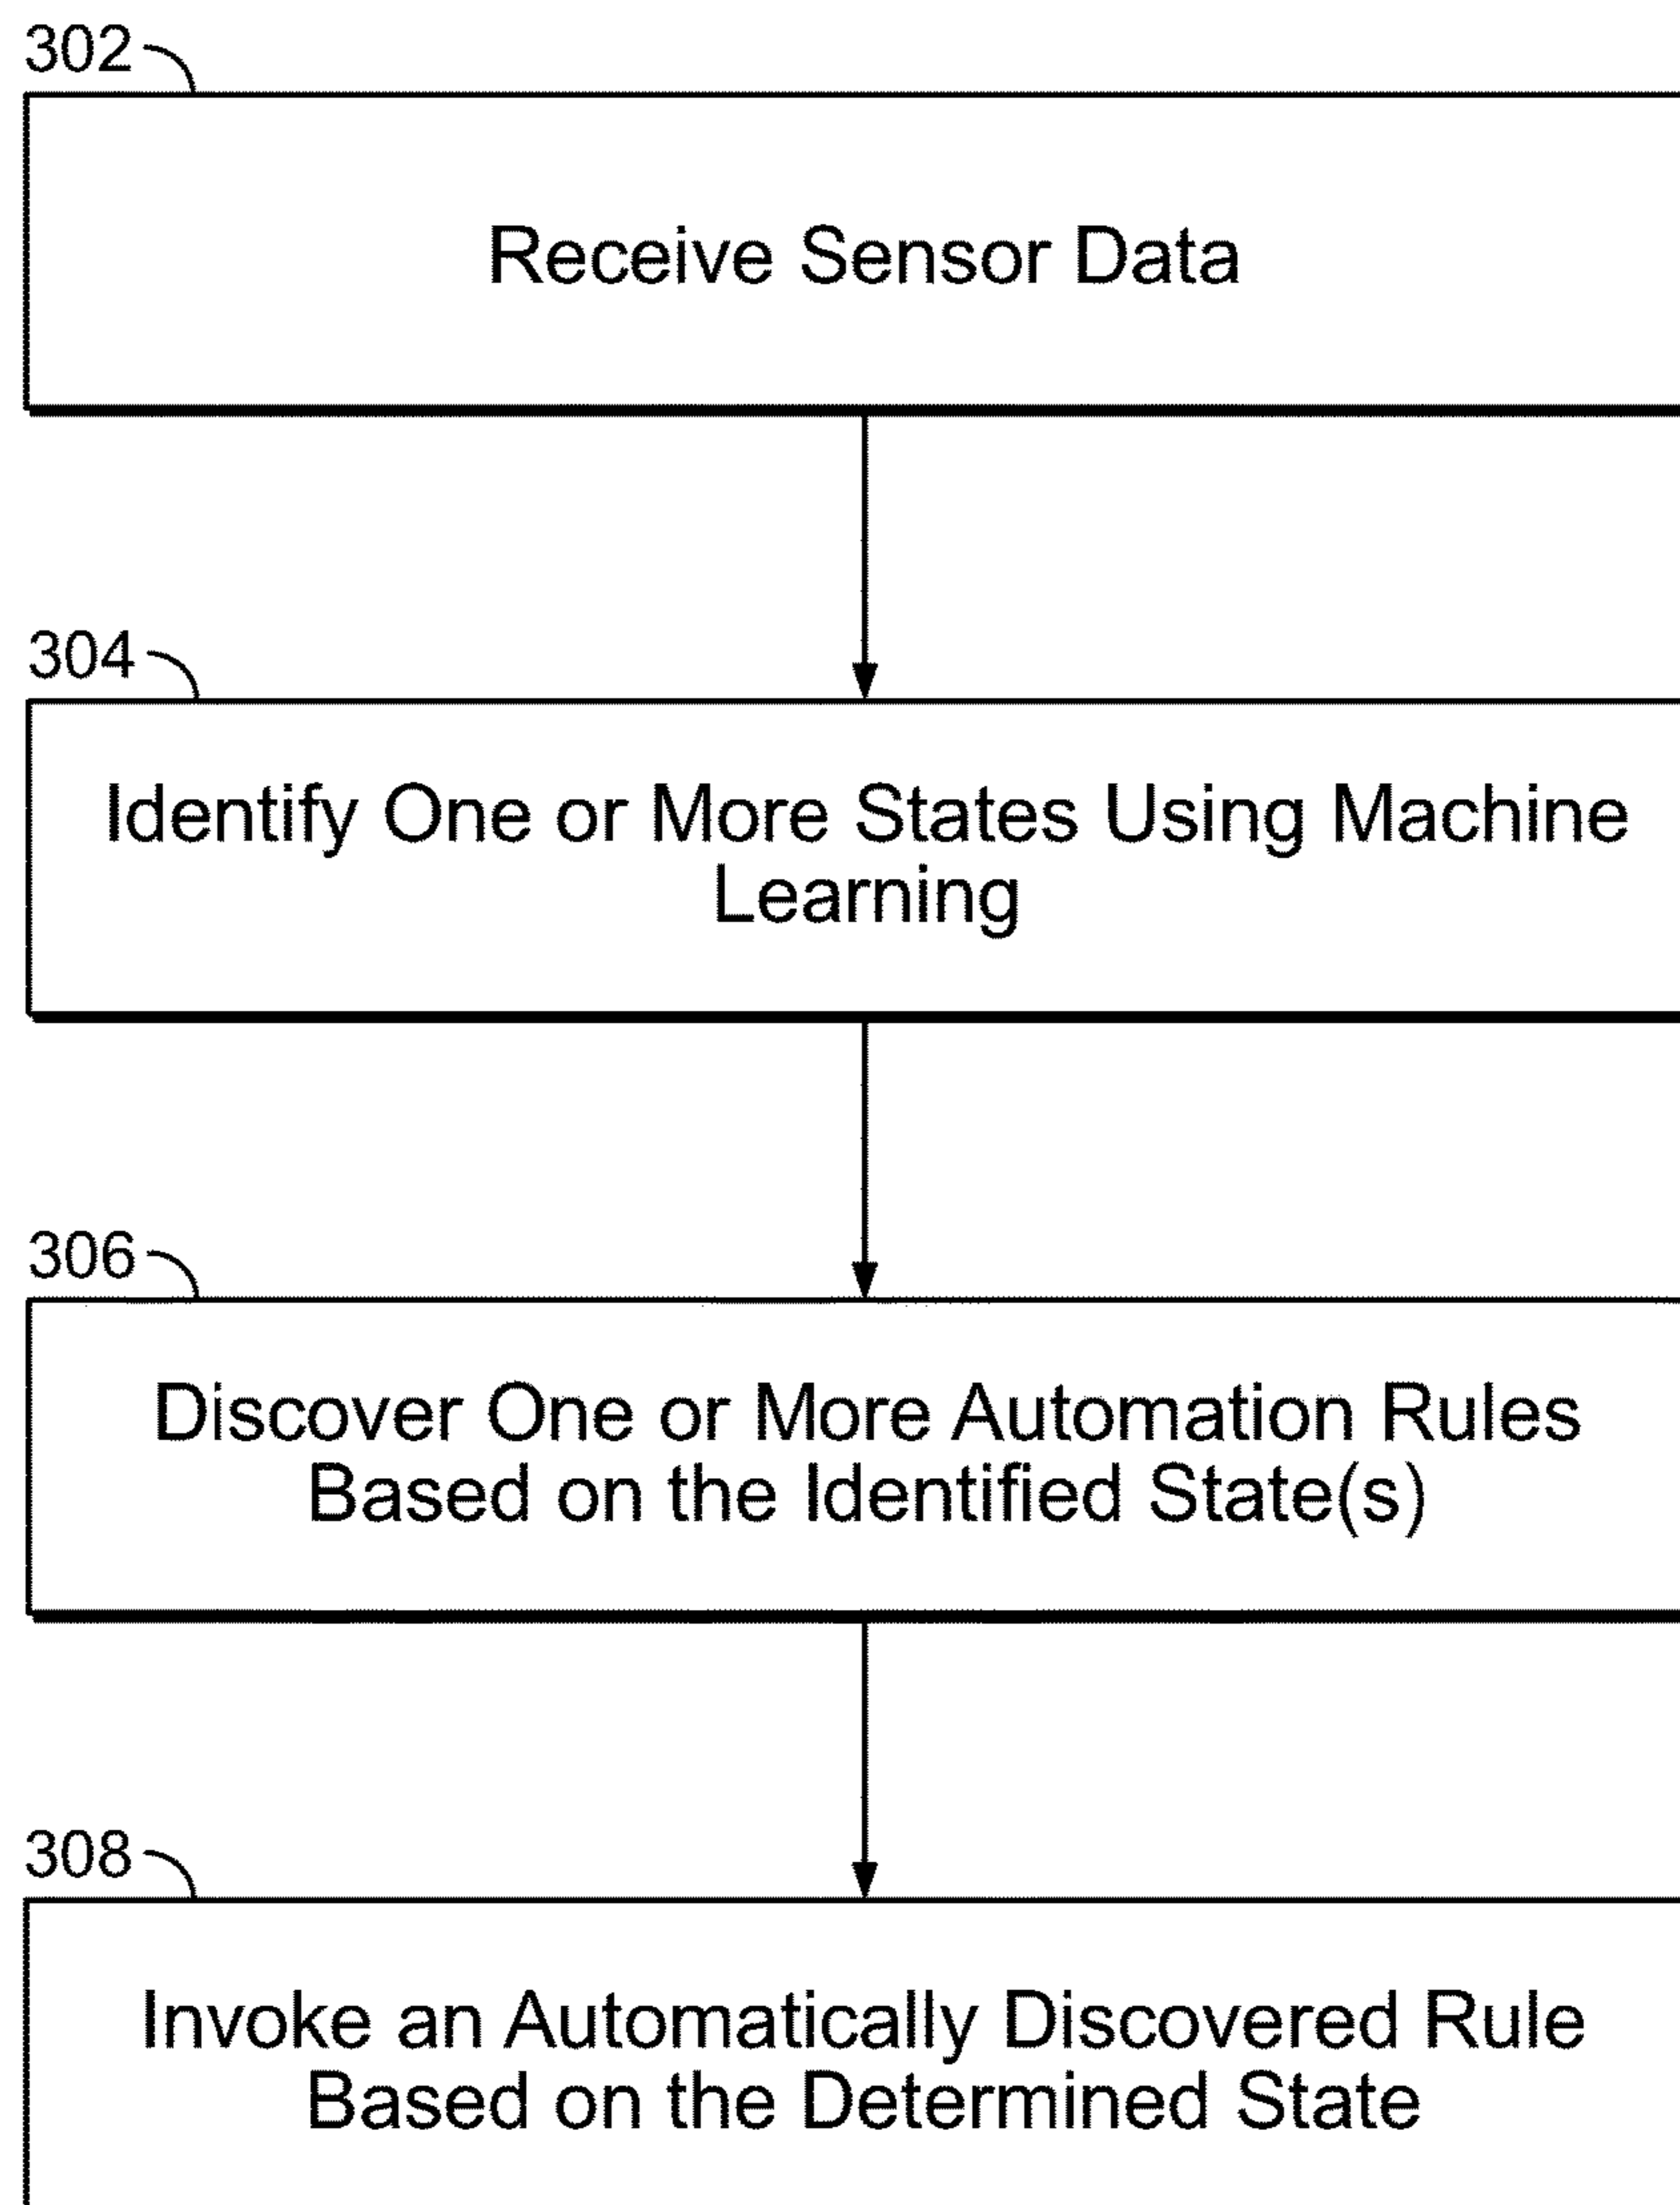 302
Receive Sensor Data
304
Identify One or More States Using Machine
Learning
306
Discover One or More Automation Rules
Based on the Identified State(s)
308
Invoke an Automatically Discovered Rule
Based on the Determined State